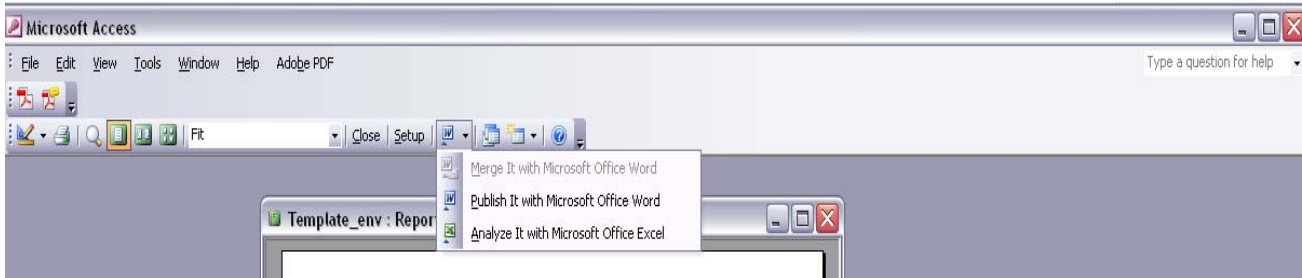 Microsoft Access
File Edit View Tools Window Help Adobe PDF Type a question for help
Fit Close Setup
Merge It with Microsoft Office Word
Publish It with Microsoft Office Word
Template_env : Repor
Analyze It with Microsoft Office Excel